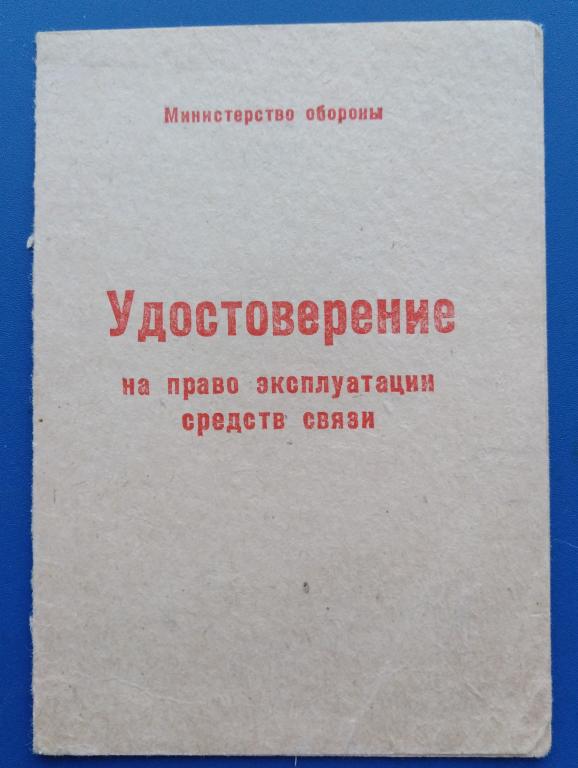 Министерство обороны
Удостоверение
на право эксплуатации
средств связи